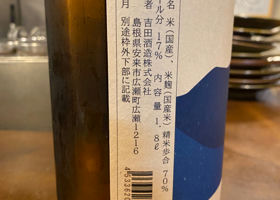 名 米(国産)、米麹(国産米)精米歩合 70%
ール分 17% 内容量 1.8ℓ
者 吉田酒造株式会社
島根県安来市広瀬町広瀬1216
月 別途枠外下部に記載